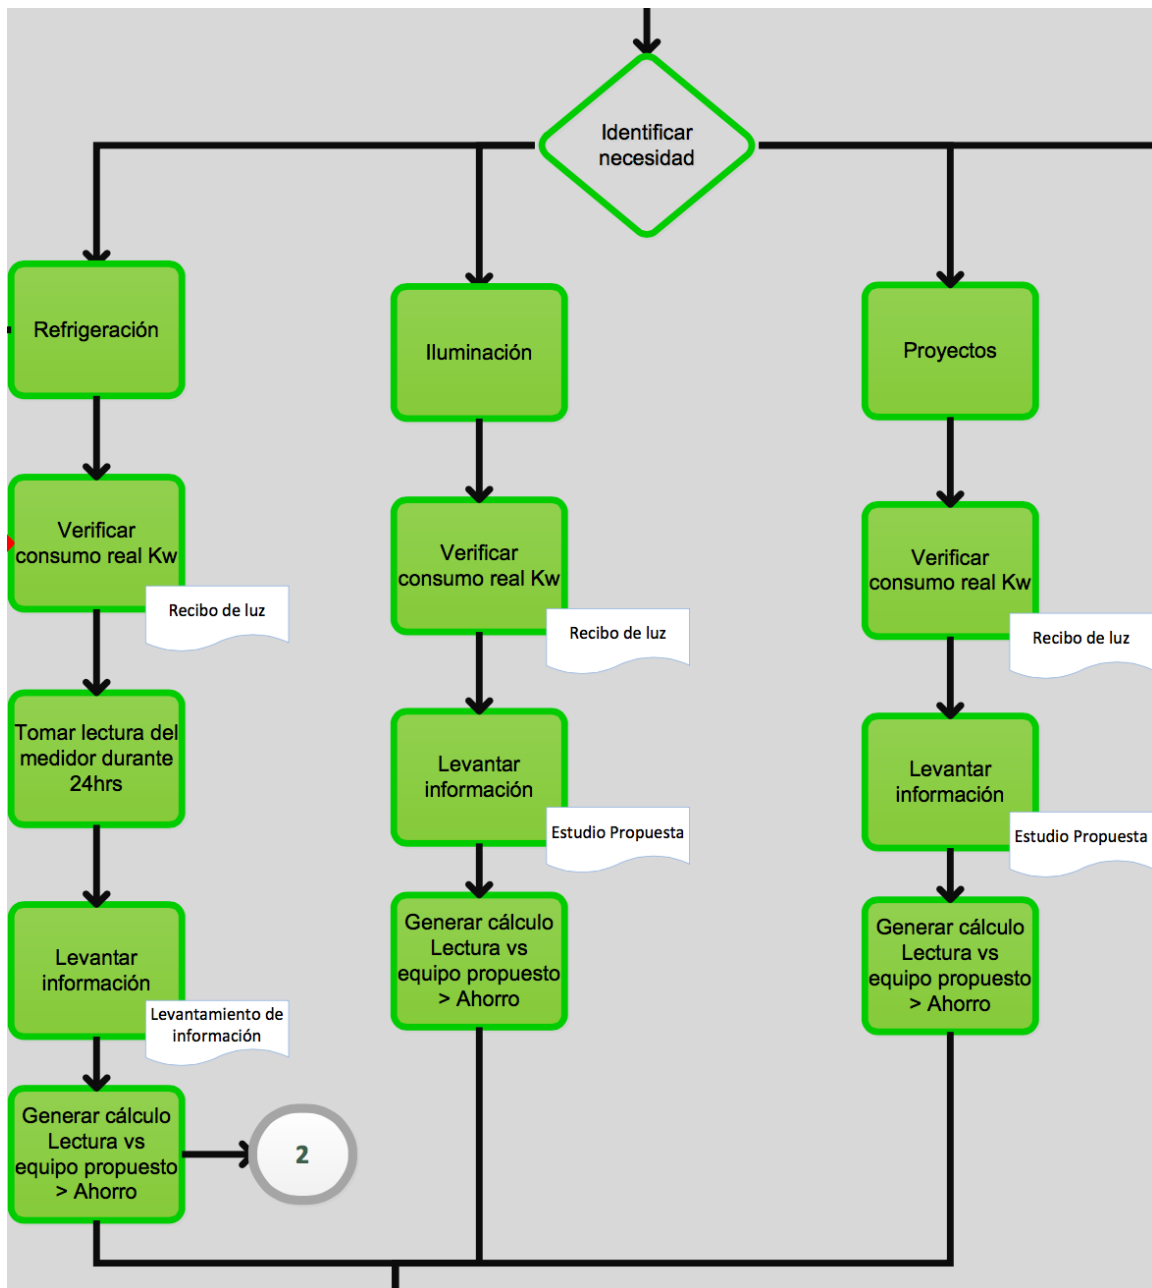 Identificar
necesidad
Refrigeración
Verificar
consumo real Kw
Recibo de luz
Tomar lectura del
medidor durante
24hrs
Levantar
información
Levantamiento de
información
Generar cálculo
Lectura vs
equipo propuesto
> Ahorro
2
Iluminación
Verificar
consumo real Kw
Recibo de luz
Levantar
información
Estudio Propuesta
Generar cálculo
Lectura vs
equipo propuesto
> Ahorro
Proyectos
Verificar
consumo real Kw
Recibo de luz
Levantar
información
Estudio Propuesta
Generar cálculo
Lectura vs
equipo propuesto
> Ahorro